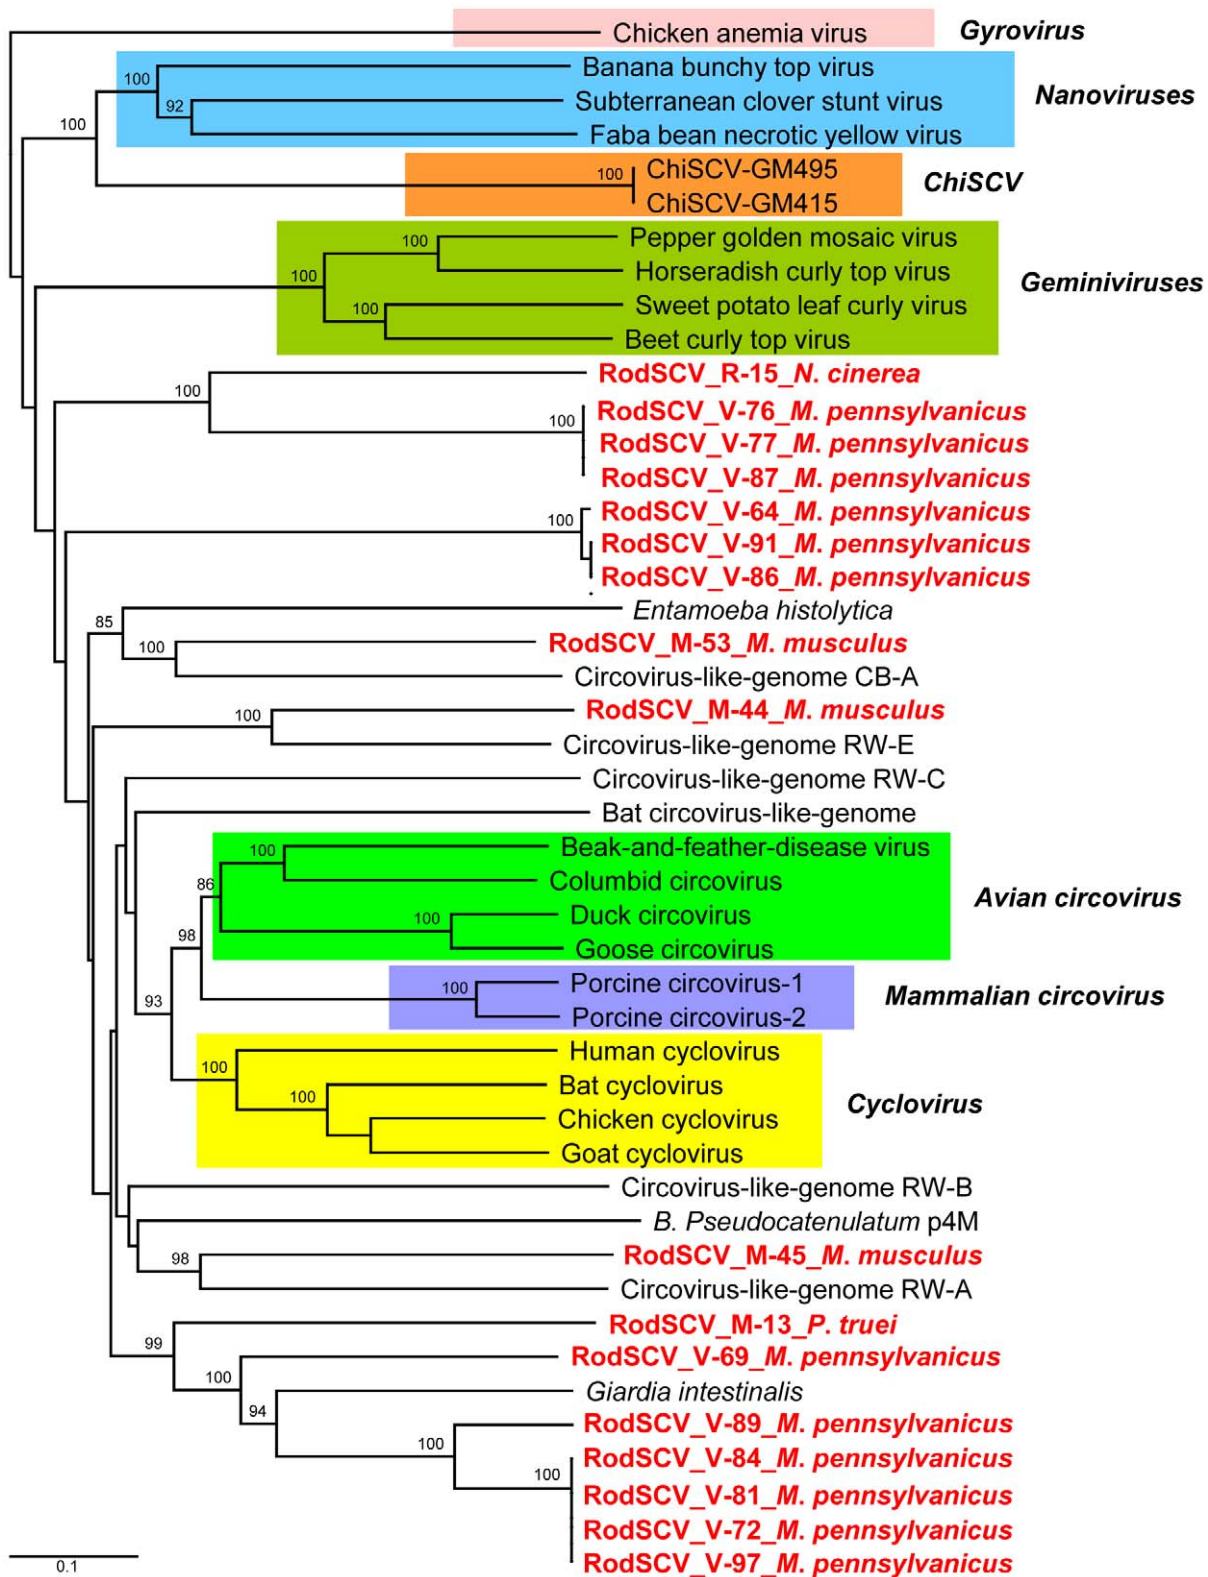 Chicken anemia virus
Gyrovirus
100
Banana bunchy top virus
92
Subterranean clover stunt virus
Nanoviruses
100
Faba bean necrotic yellow virus
100
ChiSCV-GM495
ChiSCV
ChiSCV-GM415
100
Pepper golden mosaic virus
100
Horseradish curly top virus
Geminiviruses
100
Sweet potato leaf curly virus
Beet curly top virus
100
RodSCV_R-15_N. cinerea
100
RodSCV_V-76_M. pennsylvanicus
RodSCV_V-77_M. pennsylvanicus
RodSCV_V-87_M. pennsylvanicus
100
RodSCV_V-64_M. pennsylvanicus
RodSCV_V-91_M. pennsylvanicus
RodSCV_V-86_M. pennsylvanicus
85
Entamoeba histolytica
100
RodSCV_M-53_M. musculus
Circovirus-like-genome CB-A
100
RodSCV_M-44_M. musculus
Circovirus-like-genome RW-E
Circovirus-like-genome RW-C
Bat circovirus-like-genome
100
Beak-and-feather-disease virus
86
Columbid circovirus
Avian circovirus
100
Duck circovirus
98
Goose circovirus
100
Porcine circovirus-1
Mammalian circovirus
93
Porcine circovirus-2
100
Human cyclovirus
100
Bat cyclovirus
Cyclovirus
Chicken cyclovirus
Goat cyclovirus
Circovirus-like-genome RW-B
B. Pseudocatenulatum p4M
98
RodSCV_M-45_M. musculus
Circovirus-like-genome RW-A
99
RodSCV_M-13_P. truei
100
RodSCV_V-69_M. pennsylvanicus
94
Giardia intestinalis
100
RodSCV_V-89_M. pennsylvanicus
100
RodSCV_V-84_M. pennsylvanicus
RodSCV_V-81_M. pennsylvanicus
RodSCV_V-72_M. pennsylvanicus
RodSCV_V-97_M. pennsylvanicus
0.1